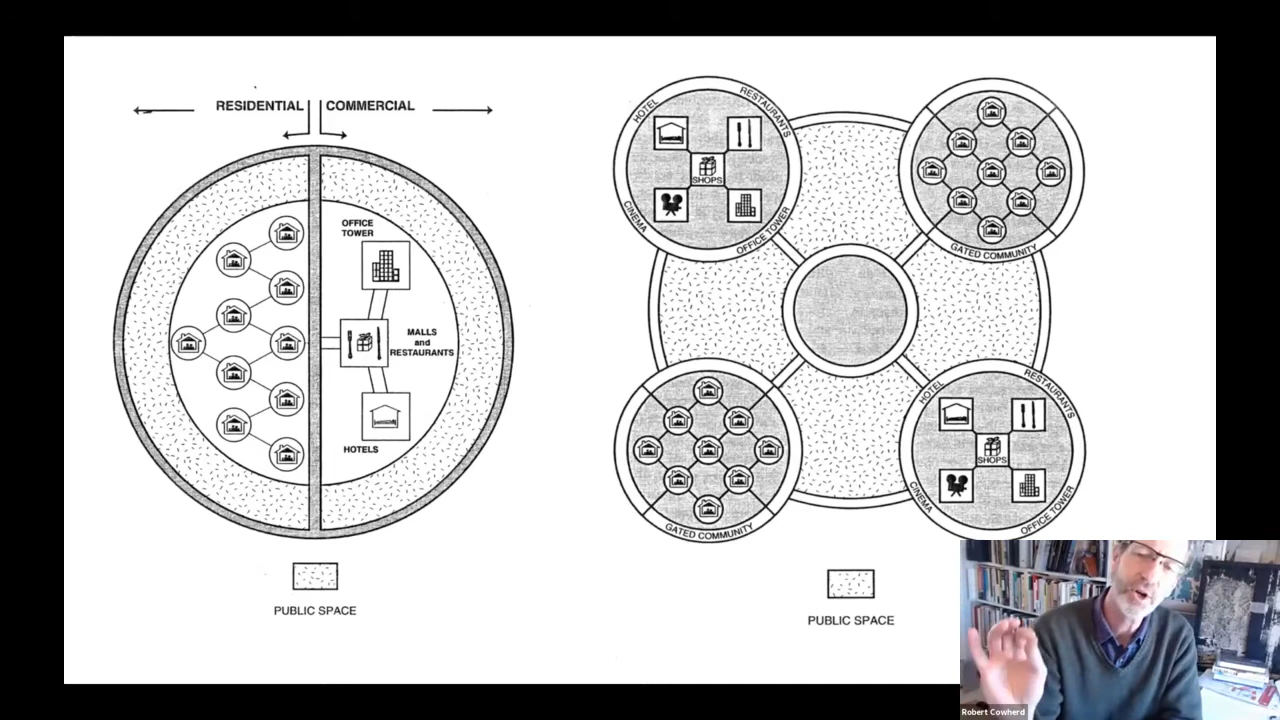 RESIDENTIAL COMMERCIAL
OFFICE
TOWER
MALLS
and
RESTAURANTS
HOTELS
PUBLIC SPACE
HOTEL
RESTAURANTS
SHOPS
CINEMA
OFFICE TOWER
GATED COMMUNITY
GATED COMMUNITY
HOTEL
RESTAURANTS
SHOPS
CINEMA
OFFICE TOWER
PUBLIC SPACE
Robert Cowherd